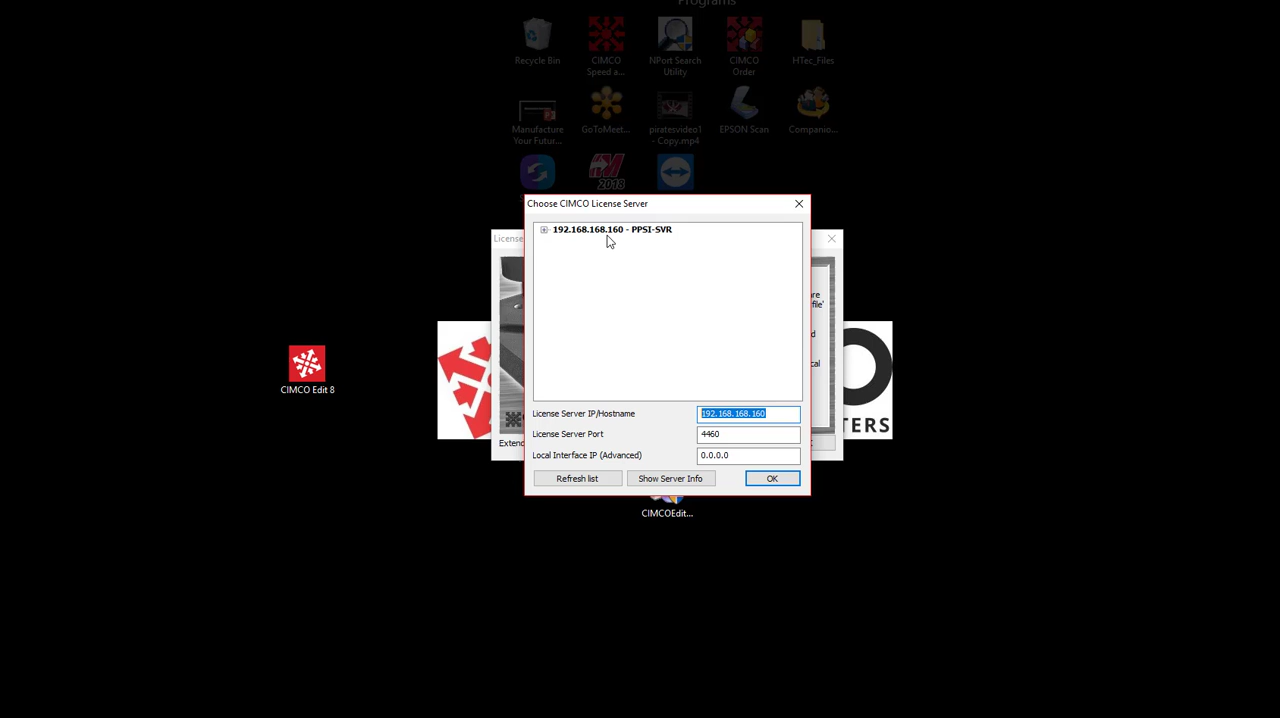 Programs
Recycle Bin
CIMCO Speed a...
NPort Search Utility
CIMCO Order
HTec_Files
Manufacture Your Futur...
GoToMeet...
piratesvideo1 - Copy.mp4
EPSON Scan
Companio...
2018
Choose CIMCO License Server
192.168.168.160 - PPSI-SVR
License
file'
CIMCO Edit 8
TERS
License Server IP/Hostname 192.168.168.160
License Server Port 4460
Local Interface IP (Advanced) 0.0.0.0
Refresh list Show Server Info OK
CIMCOEdit...